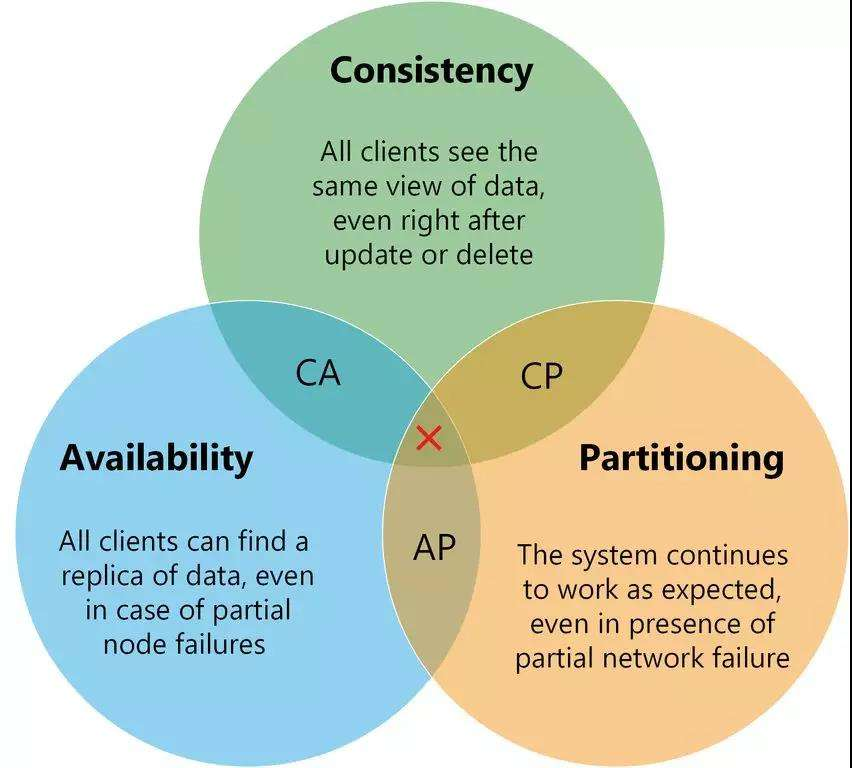 Consistency
All clients see the
same view of data,
even right after
update or delete
CA
CP
Availability
All clients can find a
replica of data, even
in case of partial
node failures
AP
Partitioning
The system continues
to work as expected,
even in presence of
partial network failure